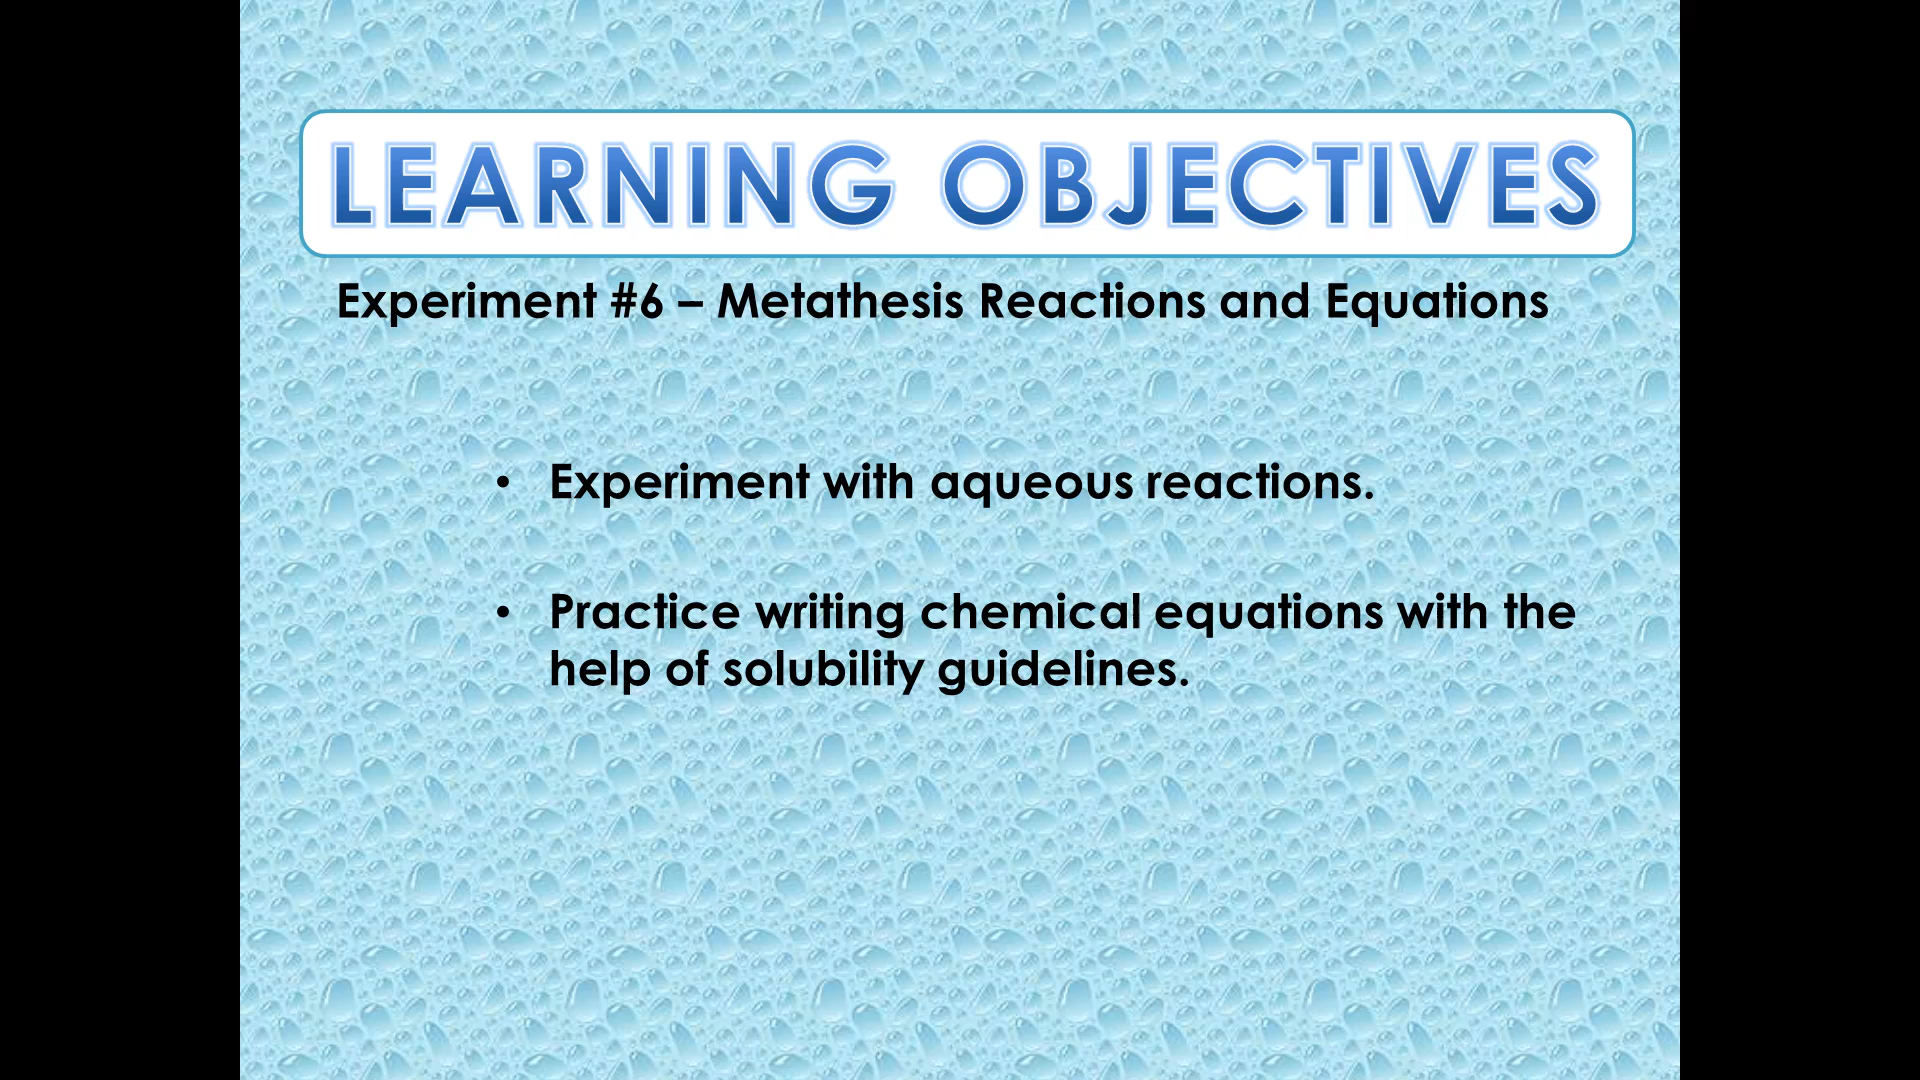 LEARNING OBJECTIVES
Experiment #6 – Metathesis Reactions and Equations
• Experiment with aqueous reactions.
• Practice writing chemical equations with the
help of solubility guidelines.